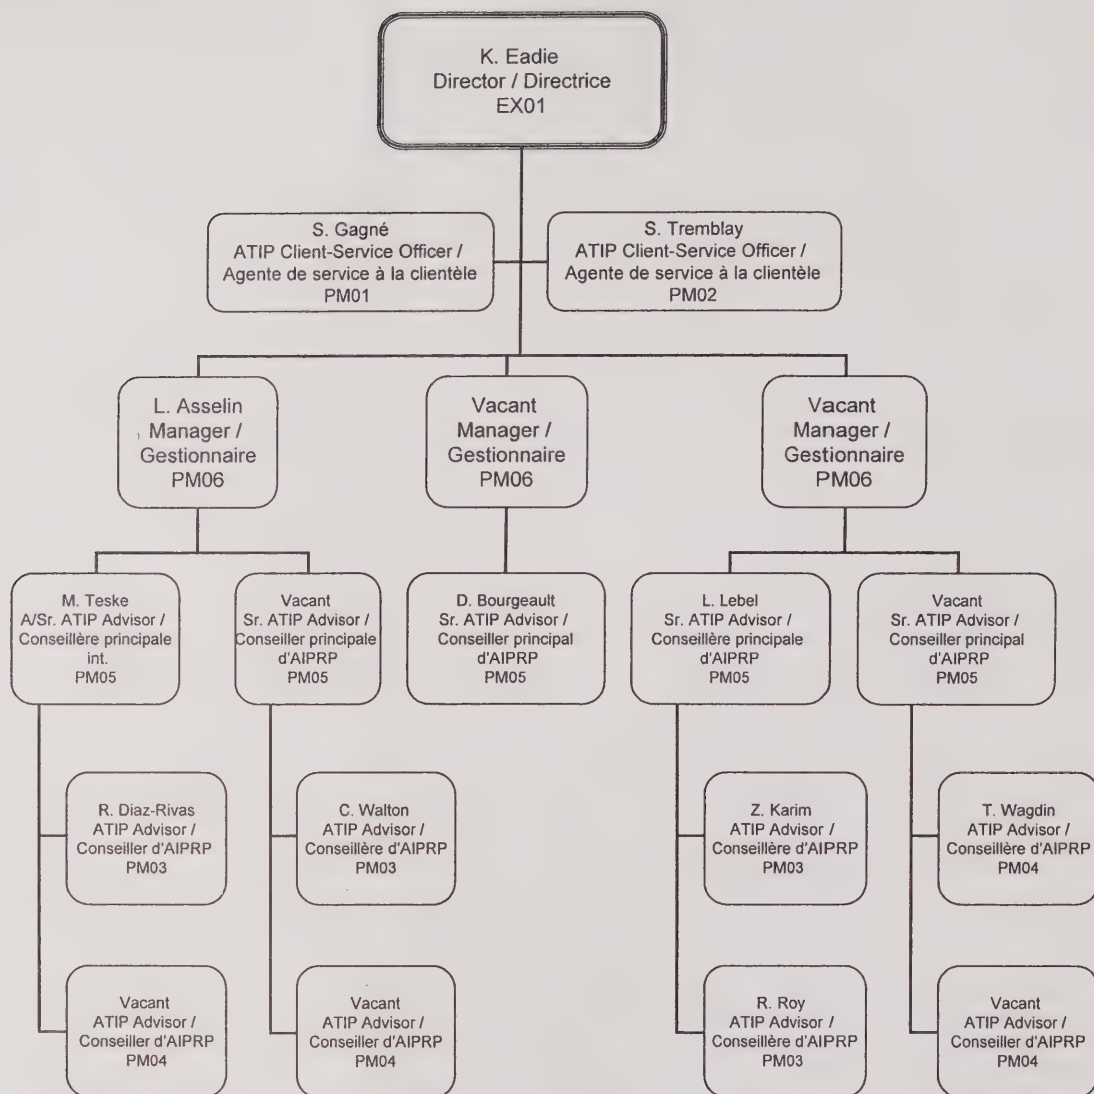 K. Eadie
Director / Directrice
EX01
S. Gagné
ATIP Client-Service Officer /
Agente de service à la clientèle
PM01
S. Tremblay
ATIP Client-Service Officer /
Agente de service à la clientèle
PM02
L. Asselin
Manager /
Gestionnaire
PM06
Vacant
Manager /
Gestionnaire
PM06
Vacant
Manager /
Gestionnaire
PM06
M. Teske
A/Sr. ATIP Advisor /
Conseillère principale
int.
PM05
Vacant
Sr. ATIP Advisor /
Conseiller principale
d'AIPRP
PM05
D. Bourgeault
Sr. ATIP Advisor /
Conseiller principal
d'AIPRP
PM05
L. Lebel
Sr. ATIP Advisor /
Conseillère principale
d'AIPRP
PM05
Vacant
Sr. ATIP Advisor /
Conseiller principal
d'AIPRP
PM05
R. Diaz-Rivas
ATIP Advisor /
Conseiller d'AIPRP
PM03
C. Walton
ATIP Advisor /
Conseillère d'AIPRP
PM03
Z. Karim
ATIP Advisor /
Conseillère d'AIPRP
PM03
T. Wagdin
ATIP Advisor /
Conseillère d'AIPRP
PM04
Vacant
ATIP Advisor /
Conseiller d'AIPRP
PM04
Vacant
ATIP Advisor /
Conseiller d'AIPRP
PM04
R. Roy
ATIP Advisor /
Conseillère d'AIPRP
PM03
Vacant
ATIP Advisor /
Conseiller d'AIPRP
PM04